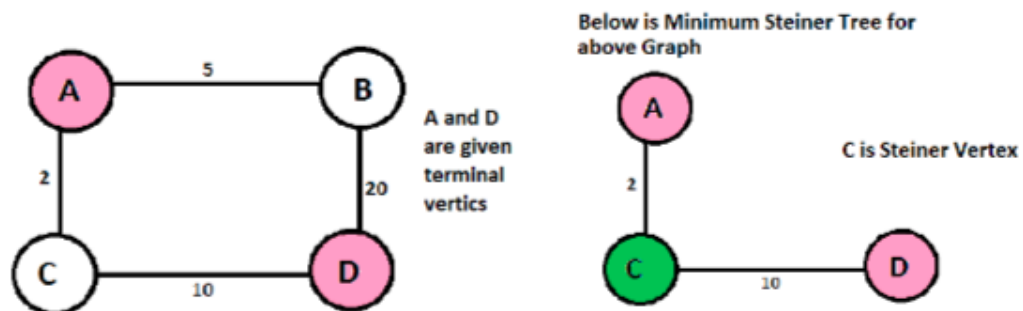 Below is Minimum Steiner Tree for
above Graph
A
5
B
A and D
are given
terminal
vertics
2
20
C
10
D
A
C is Steiner Vertex
2
C
10
D